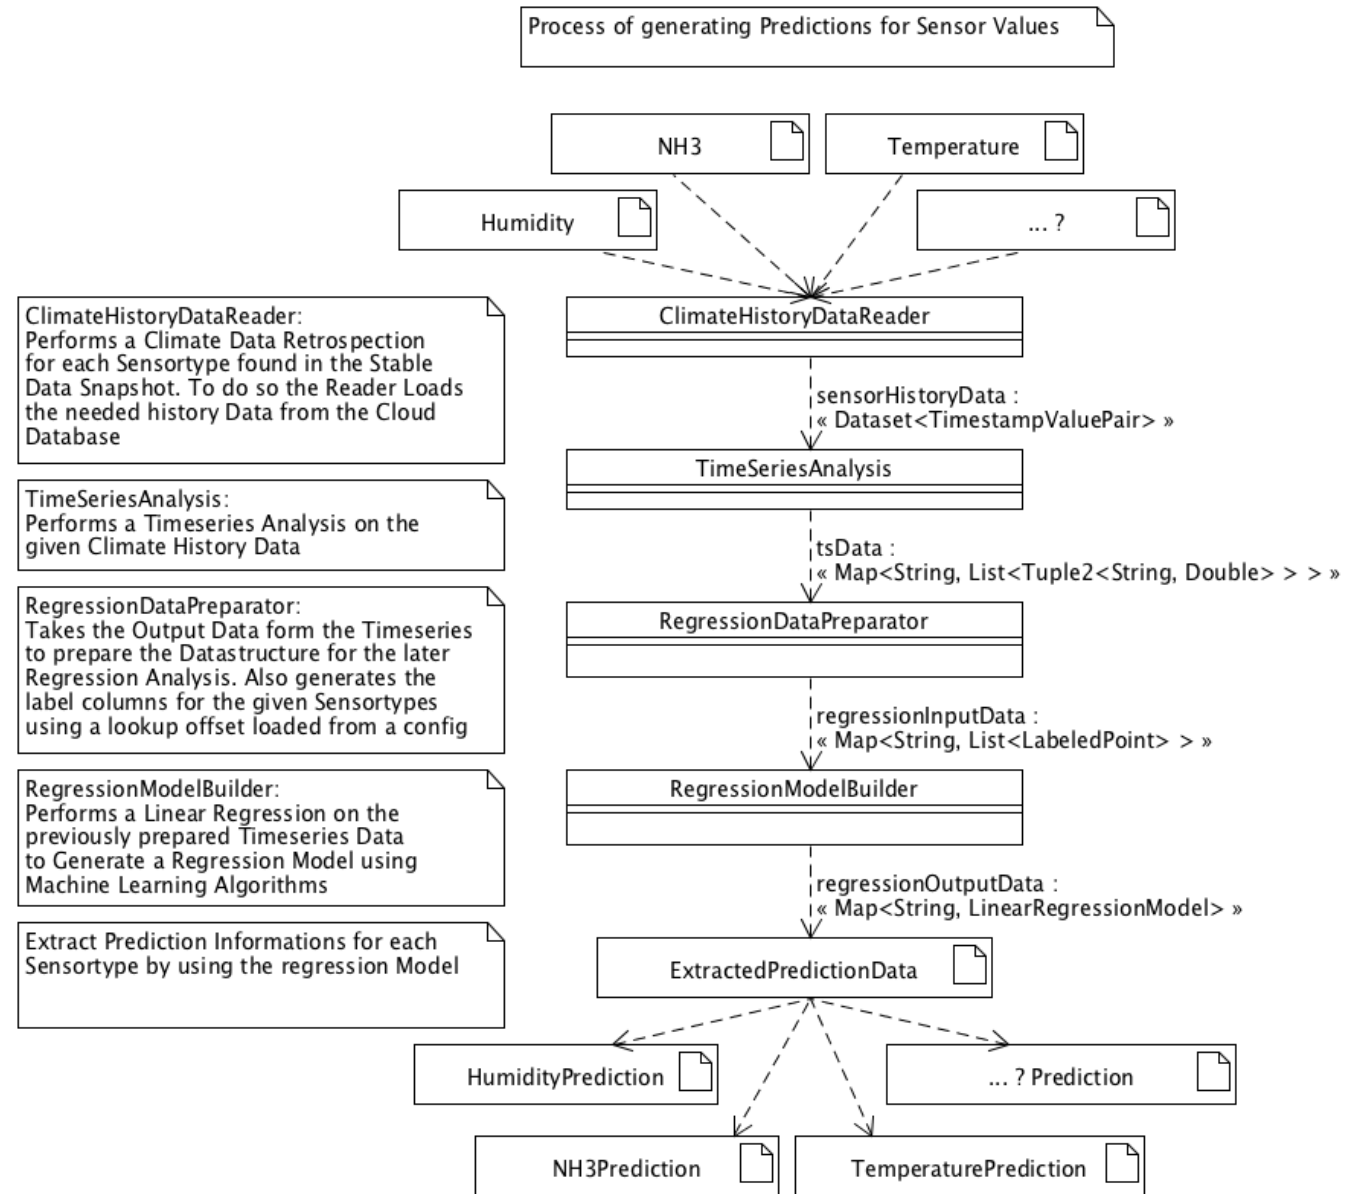 Process of generating Predictions for Sensor Values
NH3
Temperature
Humidity
... ?
ClimateHistoryDataReader:
Performs a Climate Data Retrospection
for each Sensortype found in the Stable
Data Snapshot. To do so the Reader Loads
the needed history Data from the Cloud
Database
ClimateHistoryDataReader
sensorHistoryData :
« Dataset<TimestampValuePair> »
TimeSeriesAnalysis:
Performs a Timeseries Analysis on the
given Climate History Data
TimeSeriesAnalysis
tsData :
« Map<String, List<Tuple2<String, Double> > > »
RegressionDataPreparator:
Takes the Output Data form the Timeseries
to prepare the Datastructure for the later
Regression Analysis. Also generates the
label columns for the given Sensortypes
using a lookup offset loaded from a config
RegressionDataPreparator
regressionInputData :
« Map<String, List<LabeledPoint> > »
RegressionModelBuilder:
Performs a Linear Regression on the
previously prepared Timeseries Data
to Generate a Regression Model using
Machine Learning Algorithms
RegressionModelBuilder
regressionOutputData :
« Map<String, LinearRegressionModel> »
Extract Prediction Informations for each
Sensortype by using the regression Model
ExtractedPredictionData
HumidityPrediction
... ? Prediction
NH3Prediction
TemperaturePrediction